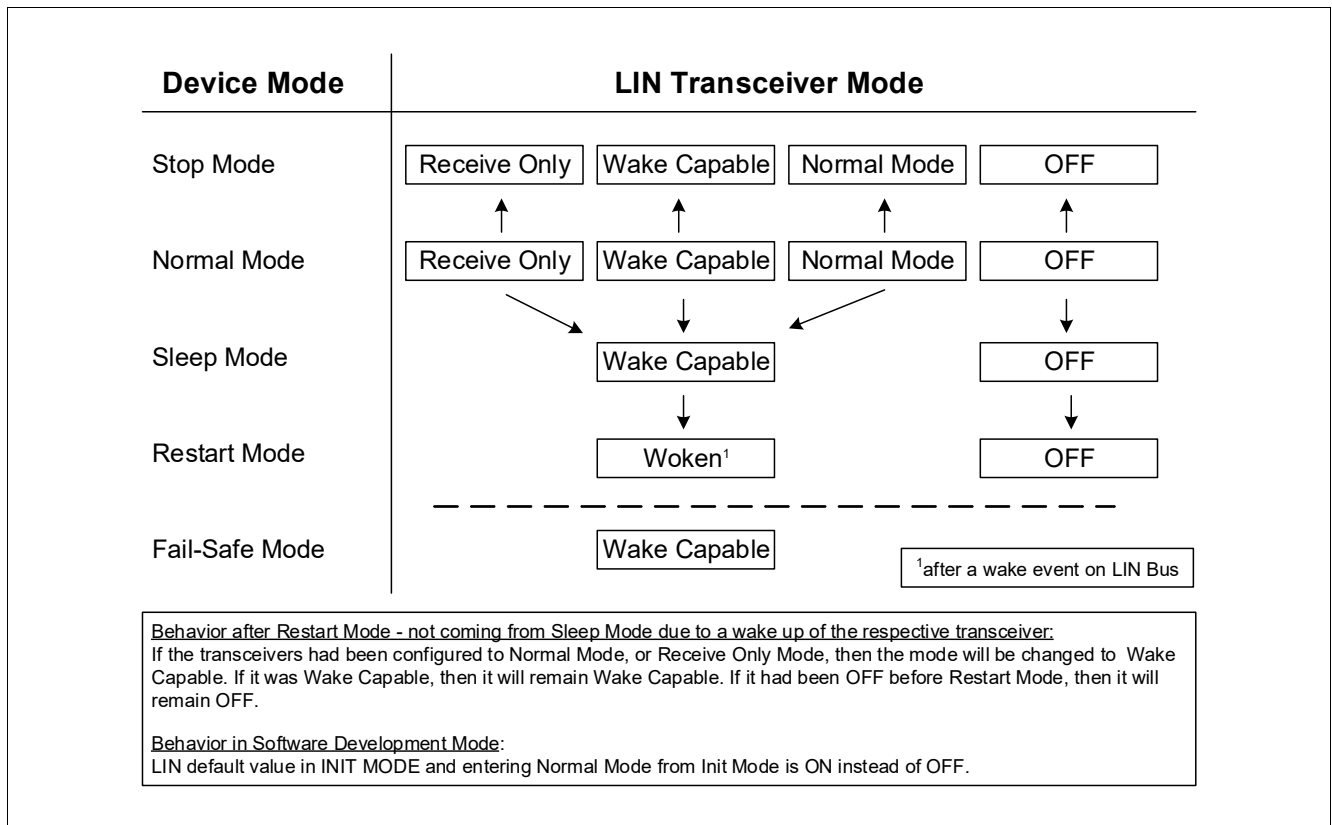 Device Mode LIN Transceiver Mode
Stop Mode Receive Only Wake Capable Normal Mode OFF
Normal Mode Receive Only Wake Capable Normal Mode OFF
Sleep Mode Wake Capable OFF
Restart Mode Woken¹ OFF
Fail-Safe Mode Wake Capable
¹after a wake event on LIN Bus
Behavior after Restart Mode - not coming from Sleep Mode due to a wake up of the respective transceiver:
If the transceivers had been configured to Normal Mode, or Receive Only Mode, then the mode will be changed to Wake
Capable. If it was Wake Capable, then it will remain Wake Capable. If it had been OFF before Restart Mode, then it will
remain OFF.
Behavior in Software Development Mode:
LIN default value in INIT MODE and entering Normal Mode from Init Mode is ON instead of OFF.